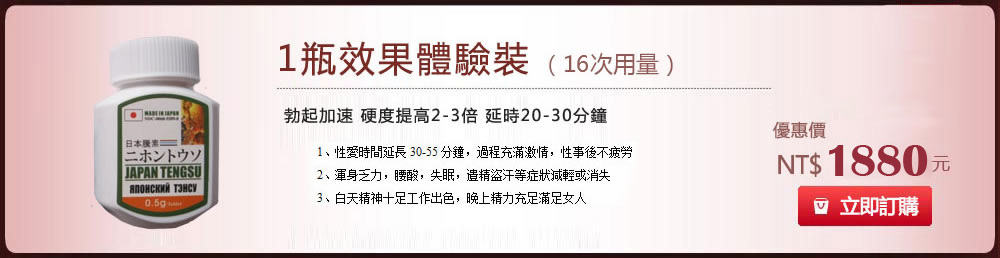 1瓶效果體驗裝（16次用量）
勃起加速 硬度提高2-3倍 延時20-30分鐘
1、性愛時間延長 30-55 分鐘，過程充滿激情，性事後不疲勞
2、渾身乏力，腰酸，失眠，遺精盜汗等症狀減輕或消失
3、白天精神十足工作出色，晚上精力充足滿足女人
優惠價
NT$ 1880 元
立即訂購
MADE IN JAPAN
日本騰素
ニホントウソ
JAPAN TENGSU
ЯПОНСКИЙ ТЭНСУ
0.5g